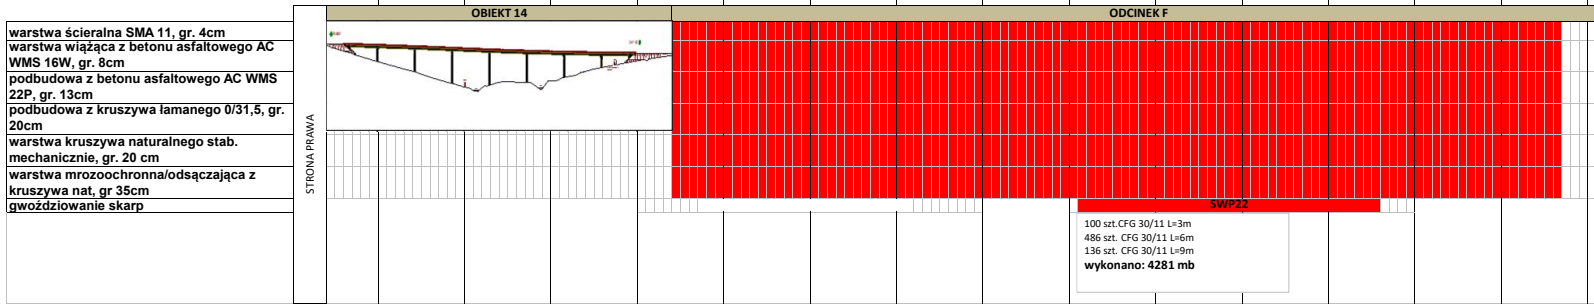 OBIEKT 14
ODCINEK F
warstwa ścieralna SMA 11, gr. 4cm
warstwa wiążąca z betonu asfaltowego AC
WMS 16W, gr. 8cm
podbudowa z betonu asfaltowego AC WMS
22P, gr. 13cm
podbudowa z kruszywa łamanego 0/31,5, gr.
20cm
warstwa kruszywa naturalnego stab.
mechanicznie, gr. 20 cm
warstwa mrozoochronna/odsączająca z
kruszywa nat, gr 35cm
gwoździowanie skarp
STRONA PRAWA
SWP22
100 szt.CFG 30/11 L=3m
486 szt. CFG 30/11 L=6m
136 szt. CFG 30/11 L=9m
wykonano: 4281 mb